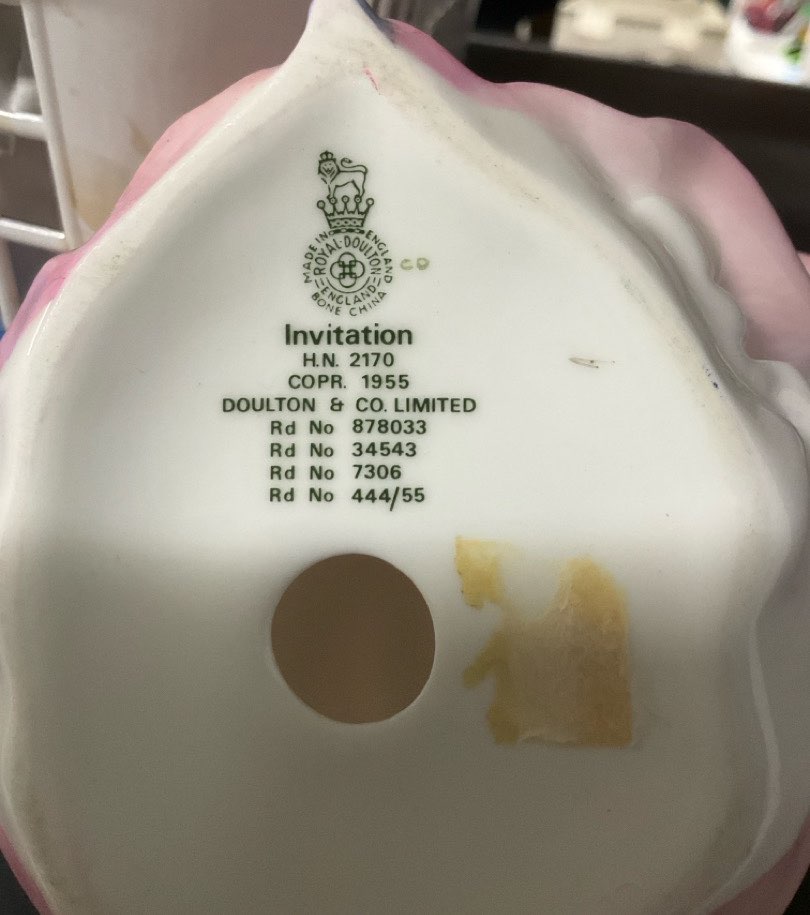 MADE IN ENGLAND
ROYAL·DOULTON
ENGLAND
BONE CHINA
CD
Invitation
H.N. 2170
COPR. 1955
DOULTON & CO. LIMITED
Rd No 878033
Rd No 34543
Rd No 7306
Rd No 444/55